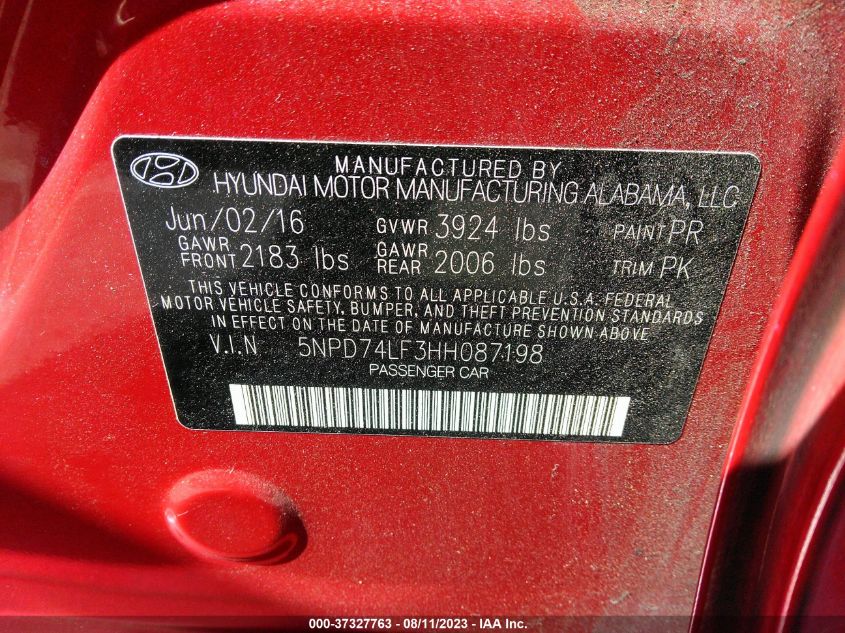 MANUFACTURED BY
HYUNDAI MOTOR MANUFACTURING ALABAMA, LLC
Jun/02/16 GVWR 3924 lbs PAINT PR
GAWR FRONT 2183 lbs GAWR REAR 2006 lbs TRIM PK
THIS VEHICLE CONFORMS TO ALL APPLICABLE U.S.A. FEDERAL
MOTOR VEHICLE SAFETY, BUMPER, AND THEFT PREVENTION STANDARDS
IN EFFECT ON THE DATE OF MANUFACTURE SHOWN ABOVE
V.I.N 5NPD74LF3HH087198
PASSENGER CAR
000-37327763 - 08/11/2023 - IAA Inc.